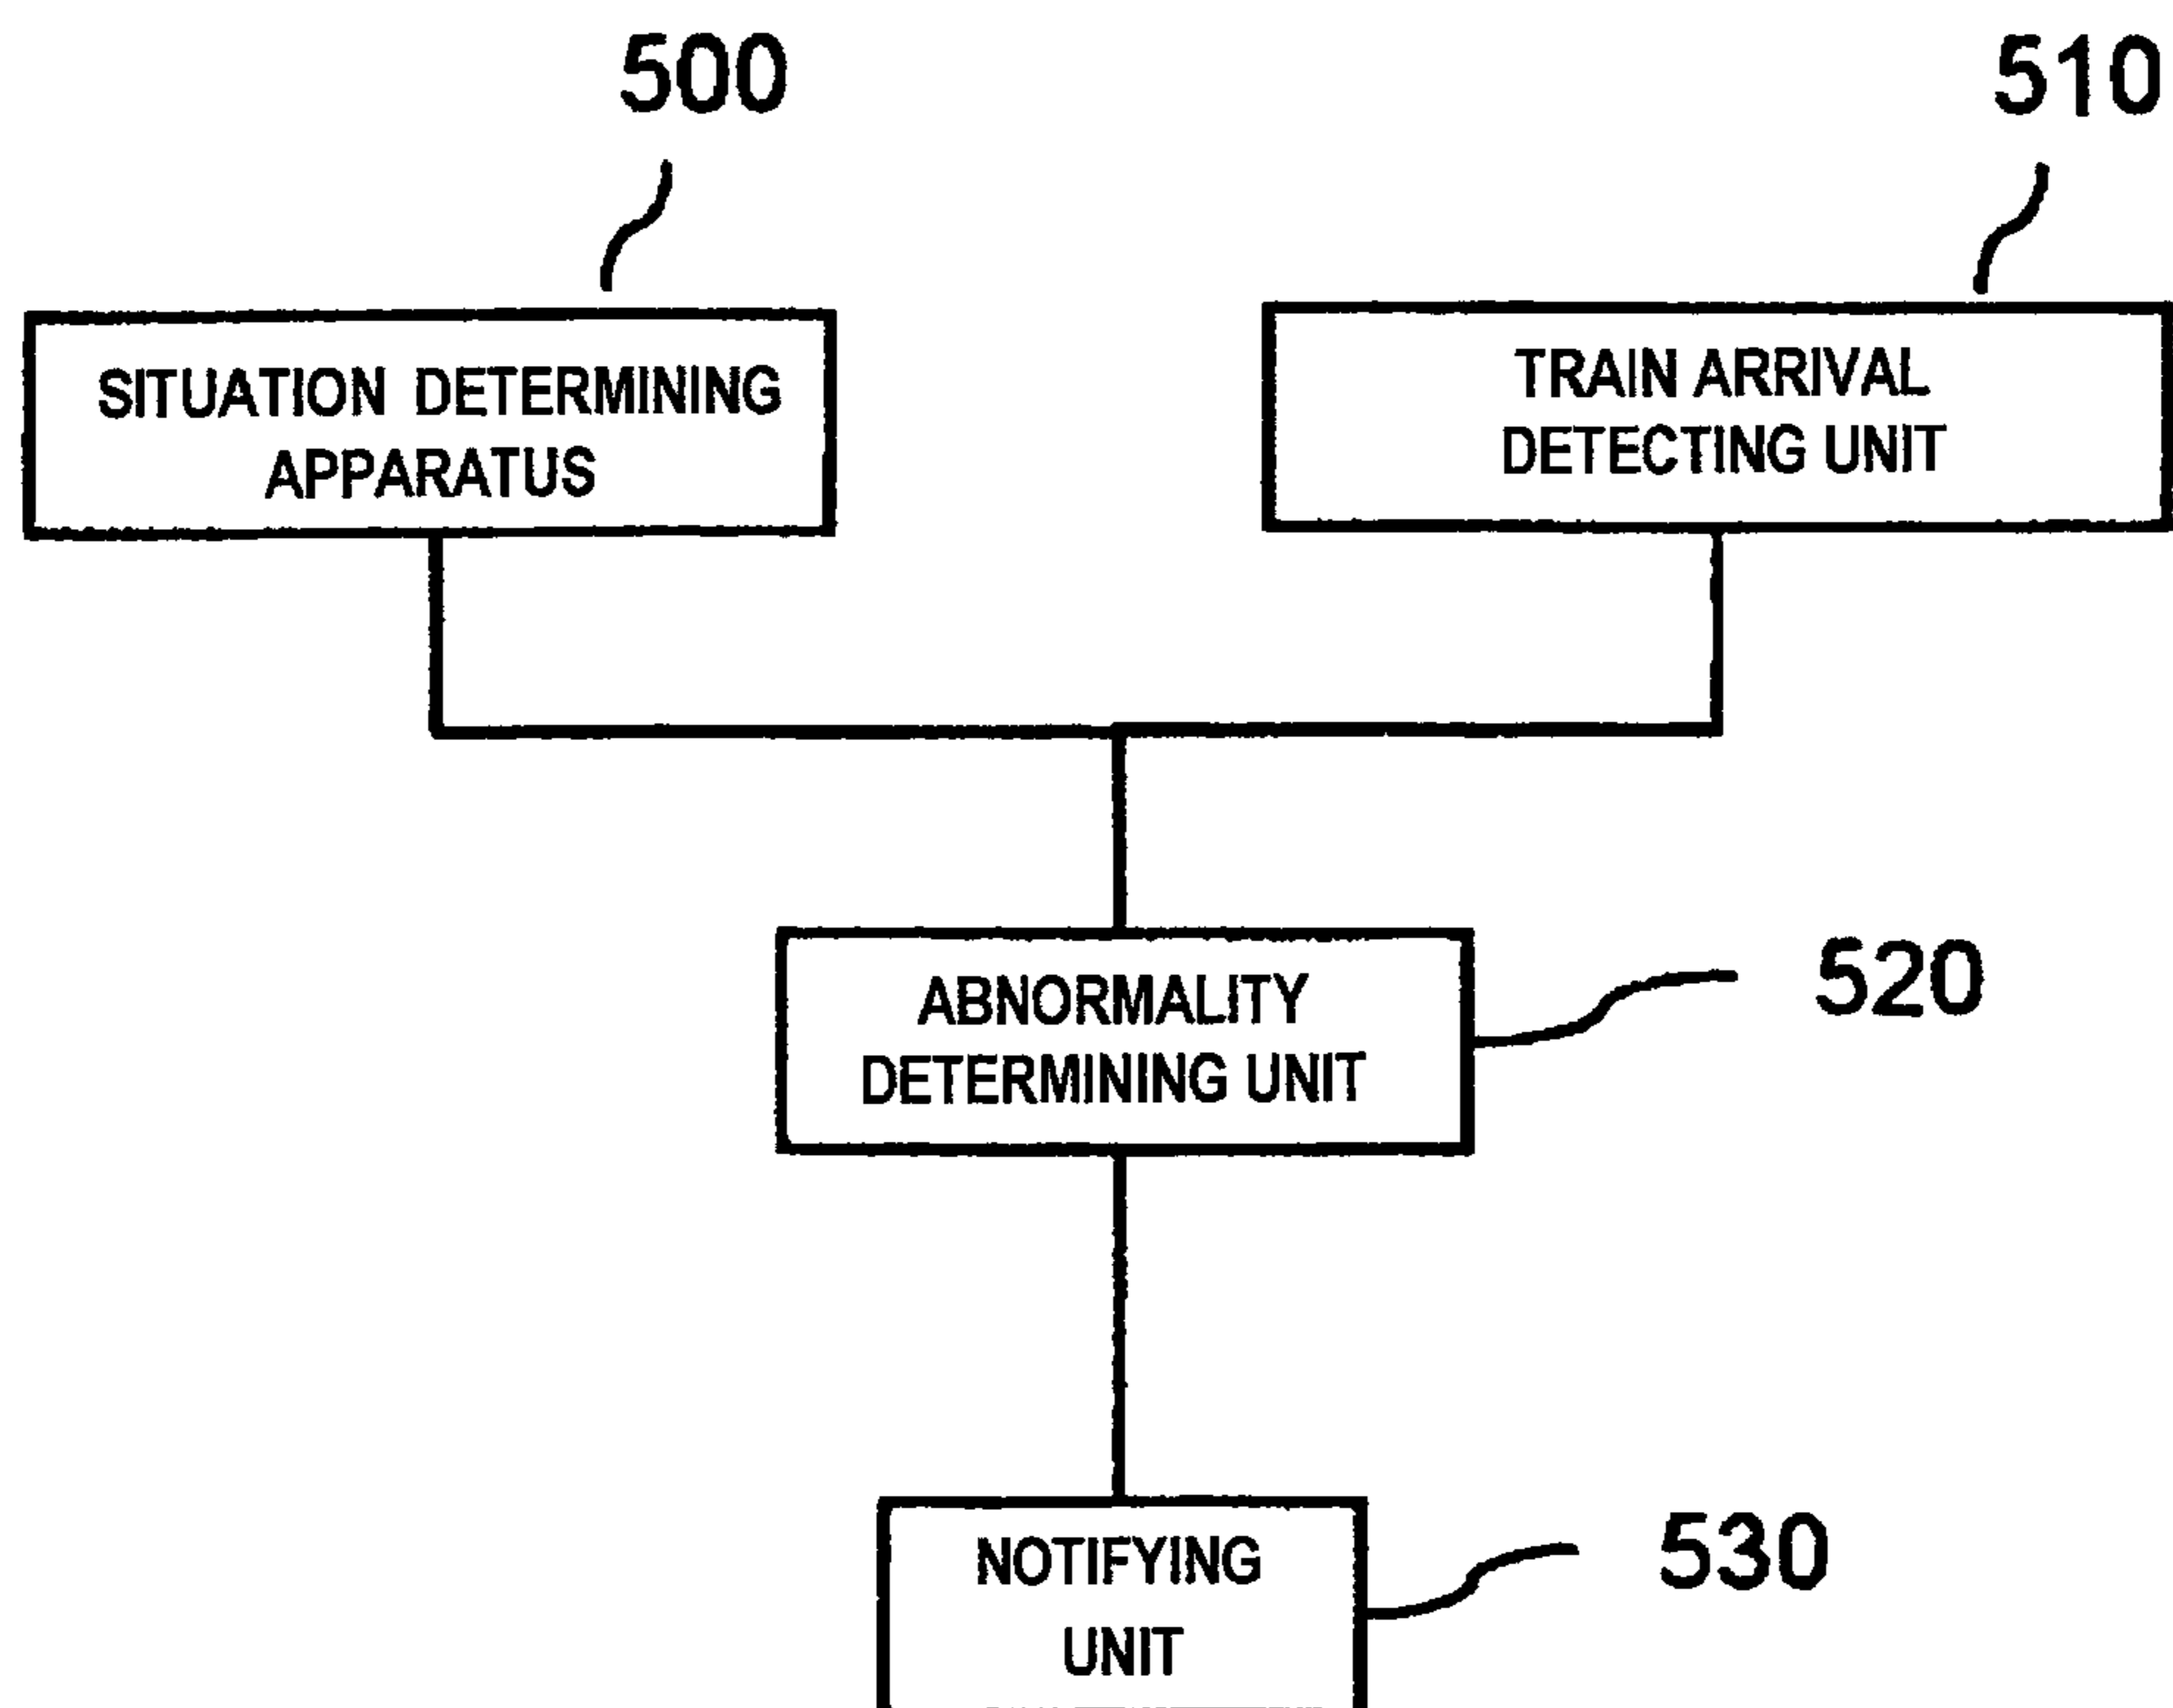 500
510
SITUATION DETERMINING
APPARATUS
TRAIN ARRIVAL
DETECTING UNIT
ABNORMALITY
DETERMINING UNIT
520
NOTIFYING
UNIT
530